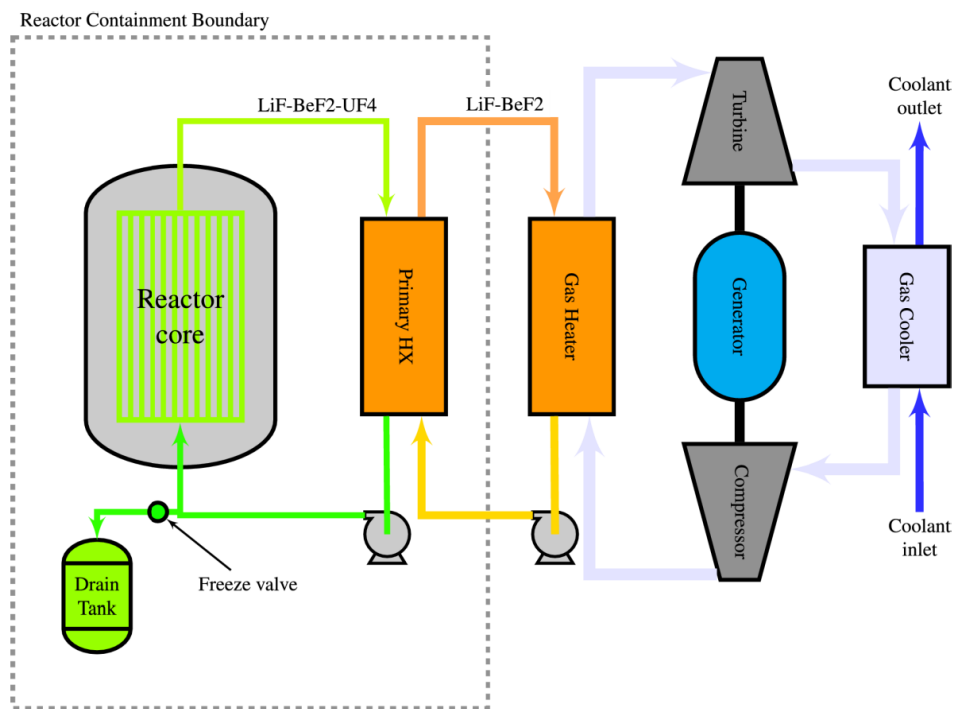 Reactor Containment Boundary
LiF-BeF2-UF4
LiF-BeF2
Coolant
outlet
Turbine
Reactor
core
Primary HX
Gas Heater
Generator
Gas Cooler
Compressor
Coolant
inlet
Freeze valve
Drain
Tank